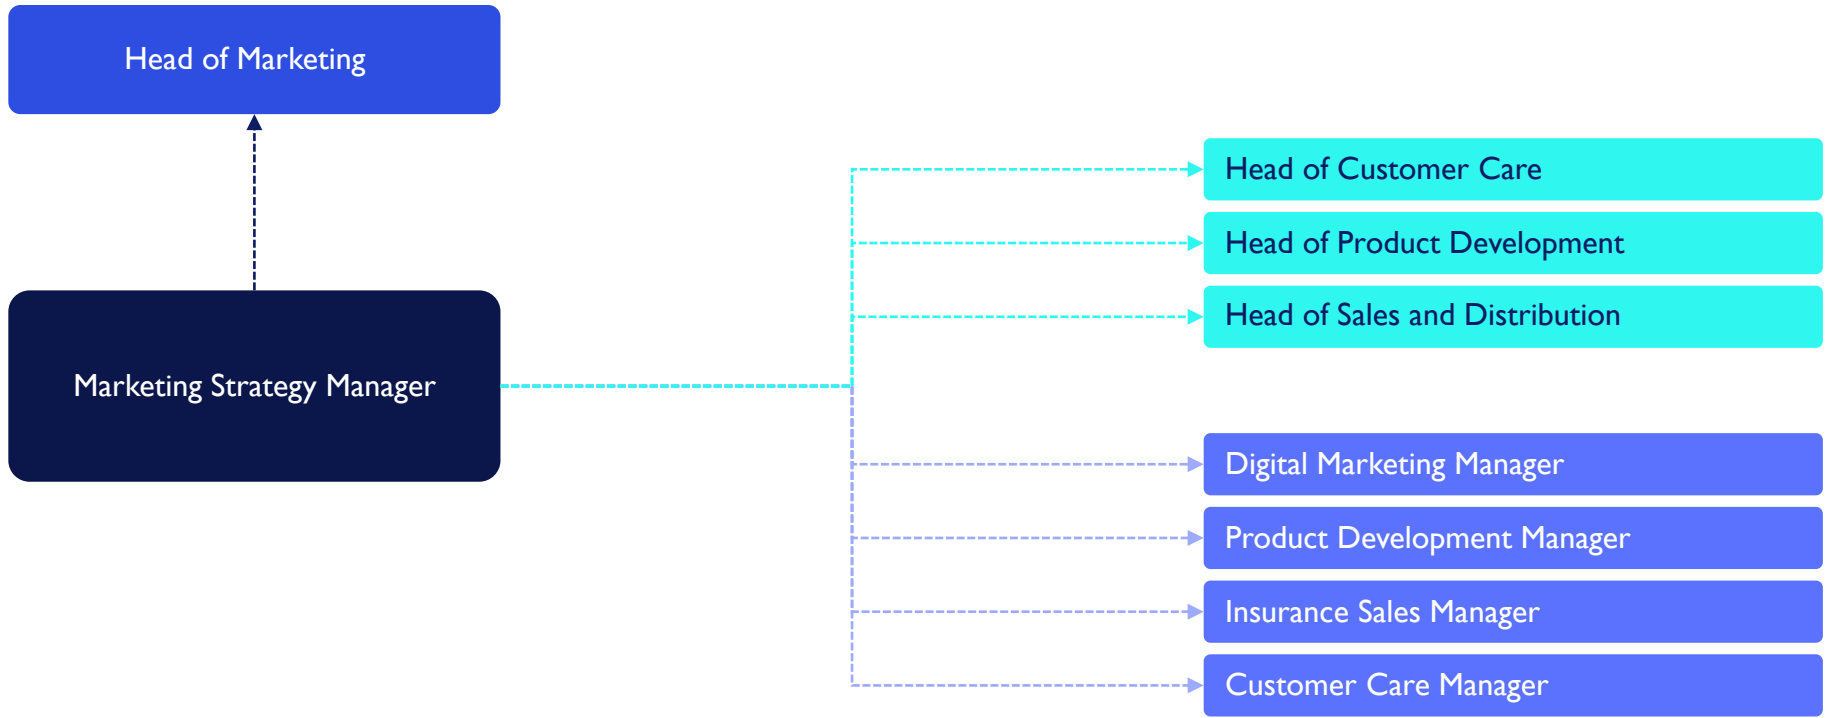 Head of Marketing
Marketing Strategy Manager
Head of Customer Care
Head of Product Development
Head of Sales and Distribution
Digital Marketing Manager
Product Development Manager
Insurance Sales Manager
Customer Care Manager